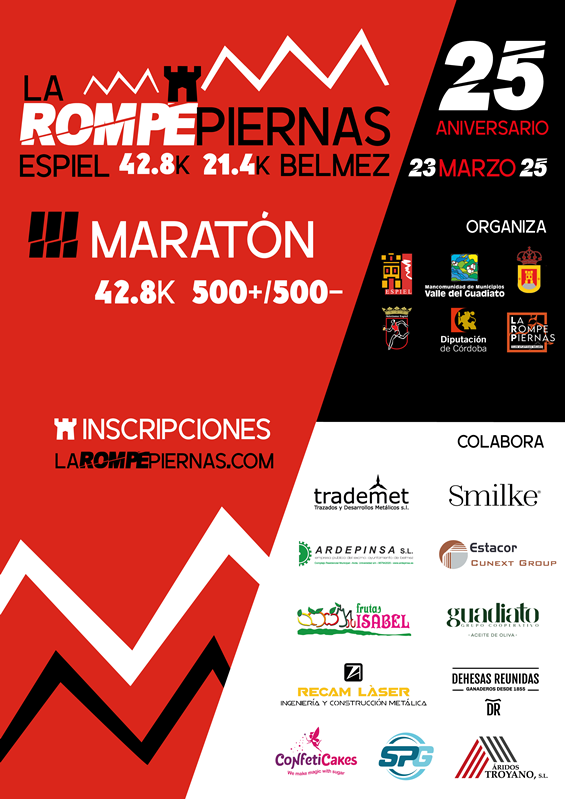 LA
ROMPEPIERNAS
ESPIEL 42.8K 21.4K BELMEZ
25
ANIVERSARIO
23 MARZO 25
III MARATÓN
42.8K 500+/500-
ORGANIZA
ESPIEL
Mancomunidad de Municipios
Valle del Guadiato
Diputación
de Córdoba
LA
ROMPE
PIERNAS
INSCRIPCIONES
LAROMPEPIERNAS.COM
COLABORA
trademet
Trazados y Desarrollos Metálicos s.l.
Smilke
ARDEPINSA S.L.
Estacor
CUNEXT GROUP
frutas
ISABEL
guadiato
GRUPO COOPERATIVO
- ACEITE DE OLIVA -
RECAM LÀSER
INGENIERÍA Y CONSTRUCCIÓN METÁLICA
DEHESAS REUNIDAS
GANADEROS DESDE 1855
DR
ConfetiCakes
We make magic with sugar
SPG
ÁRIDOS
TROYANO, S.L.